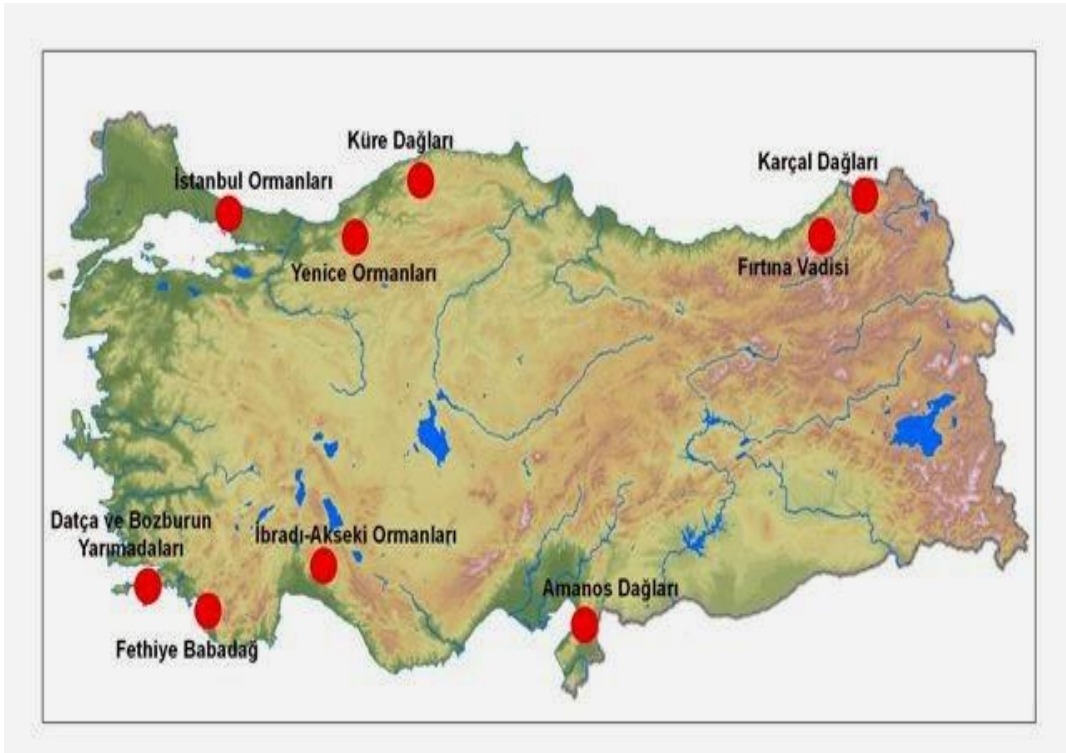 Küre Dağları
Karçal Dağları
İstanbul Ormanları
Yenice Ormanları
Fırtına Vadisi
Datça ve Bozburun
Yarımadaları
İbradı-Akseki Ormanları
Amanos Dağları
Fethiye Babadağ